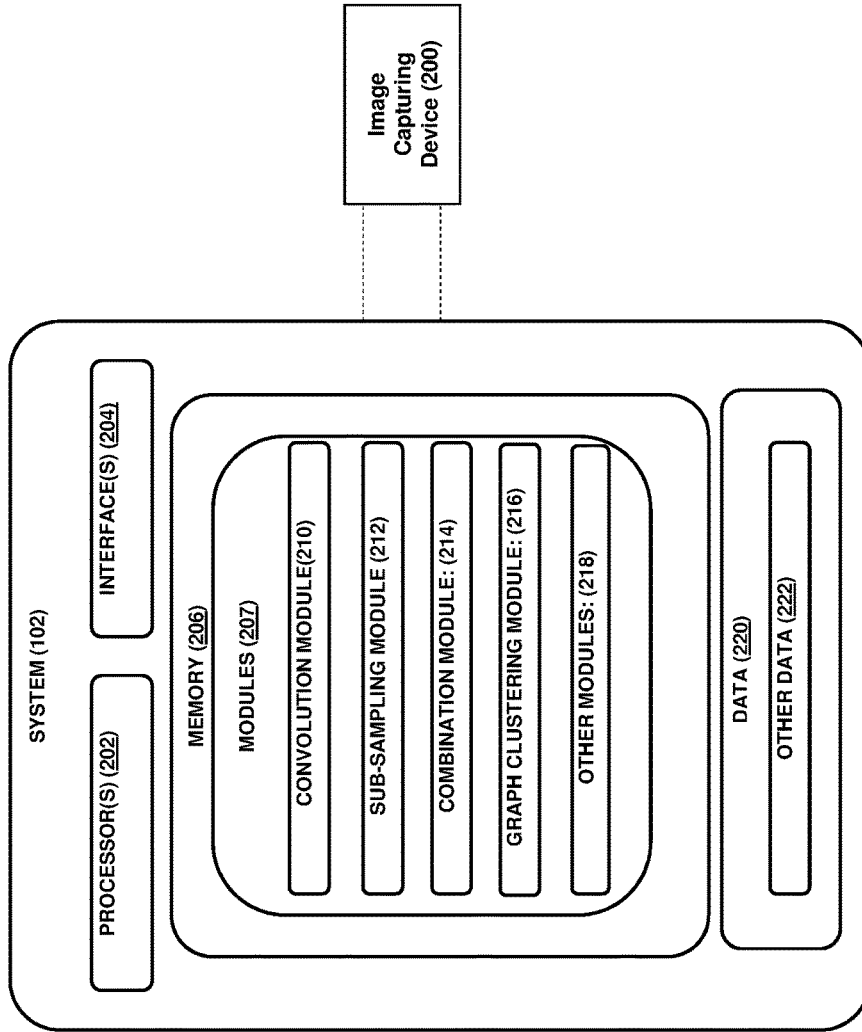 SYSTEM (102)
PROCESSOR(S) (202)
INTERFACE(S) (204)
MEMORY (206)
MODULES (207)
CONVOLUTION MODULE(210)
SUB-SAMPLING MODULE (212)
COMBINATION MODULE: (214)
GRAPH CLUSTERING MODULE: (216)
OTHER MODULES: (218)
DATA (220)
OTHER DATA (222)
Image
Capturing
Device (200)